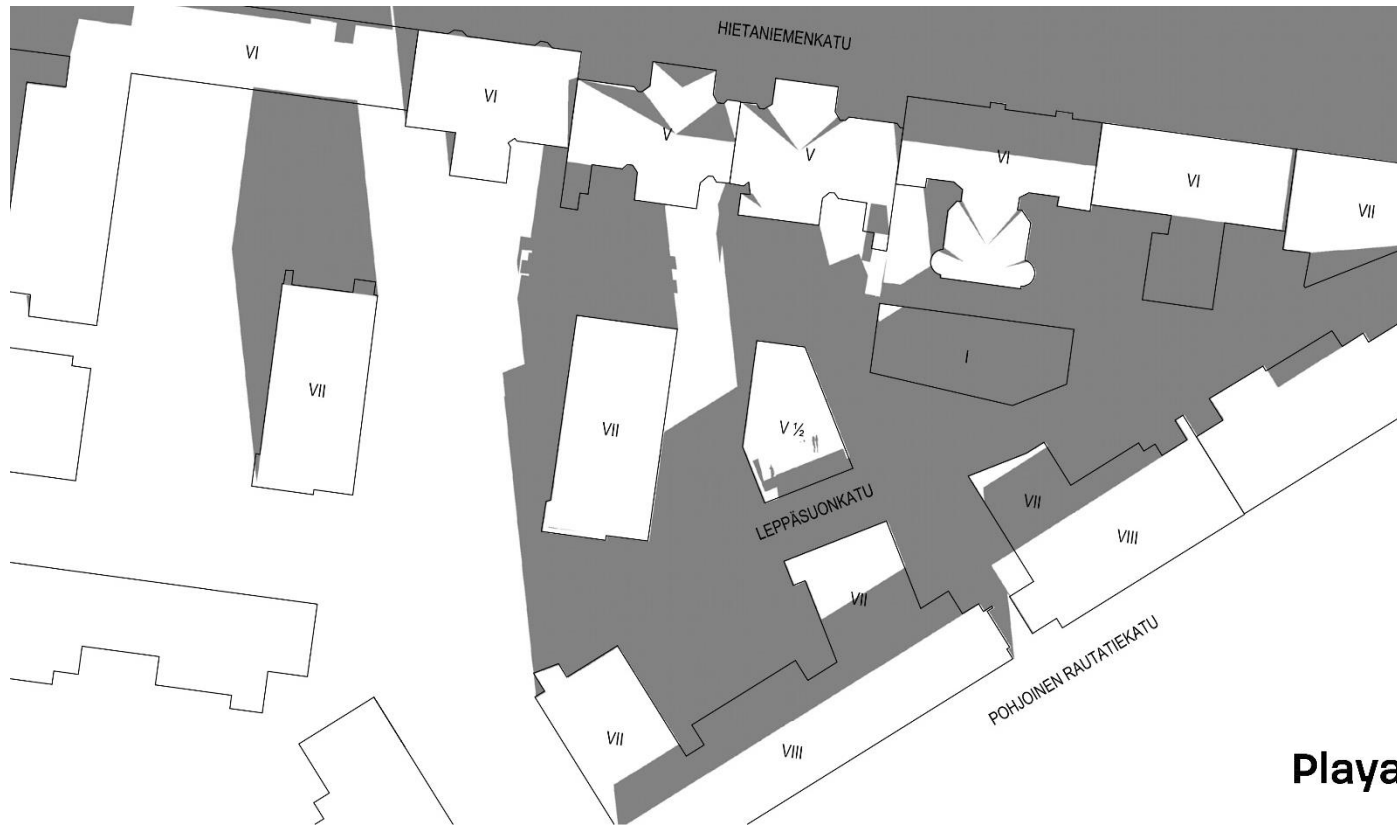 HIETANIEMENKATU
VI
VI
V
V
VI
VI
VII
VII
VII
V ½
I
LEPPÄSUONKATU
VII
VIII
VII
VII
VIII
POHJOINEN RAUTATIEKATU
Playa